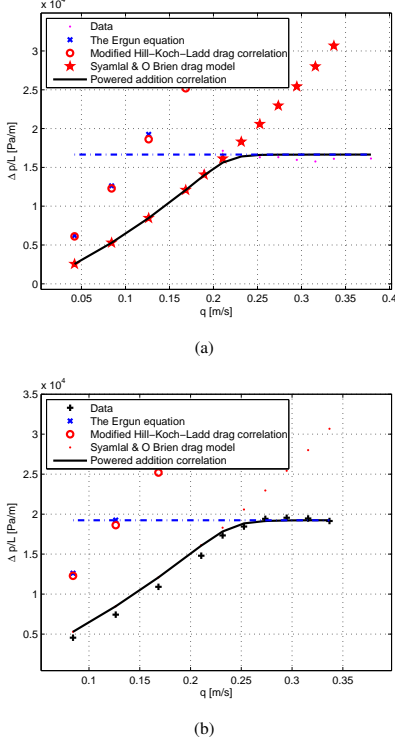 x 10⁴
Data
The Ergun equation
Modified Hill−Koch−Ladd drag correlation
Syamlal & O Brien drag model
Powered addition correlation
3
2.5
2
1.5
1
0.5
0
Δ p/L [Pa/m]
0.05 0.1 0.15 0.2 0.25 0.3 0.35 0.4
q [m/s]
(a)
x 10⁴
3.5
Data
The Ergun equation
Modified Hill−Koch−Ladd drag correlation
Syamlal & O Brien drag model
Powered addition correlation
3
2.5
2
1.5
1
0.5
Δ p/L [Pa/m]
0.1 0.15 0.2 0.25 0.3 0.35
q [m/s]
(b)